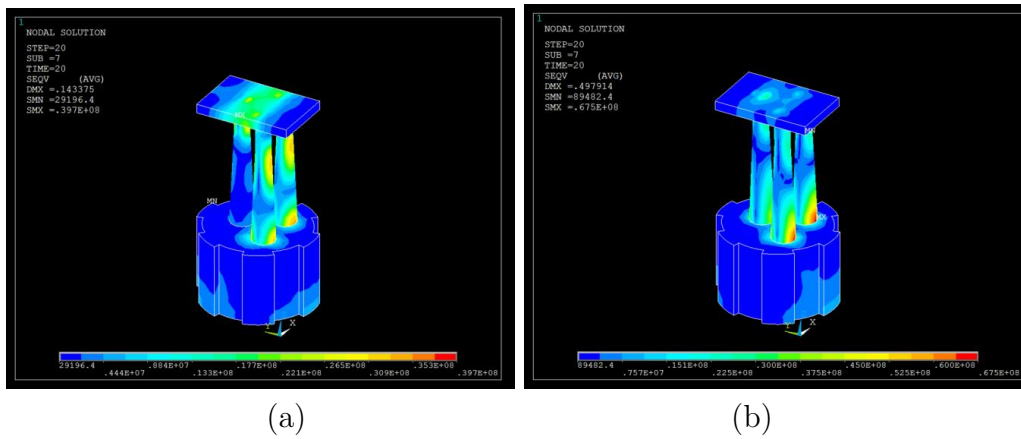 1
NODAL SOLUTION
STEP=20
SUB =7
TIME=20
SEQV (AVG)
DMX =.143375
SMN =29196.4
SMX =.397E+08
MX
MN
Y
X
29196.4 .884E+07 .177E+08 .265E+08 .353E+08
.444E+07 .133E+08 .221E+08 .309E+08 .397E+08
(a)
1
NODAL SOLUTION
STEP=20
SUB =7
TIME=20
SEQV (AVG)
DMX =.497914
SMN =89482.4
SMX =.675E+08
MN
MX
Y
X
89482.4 .151E+08 .300E+08 .450E+08 .600E+08
.757E+07 .225E+08 .375E+08 .525E+08 .675E+08
(b)